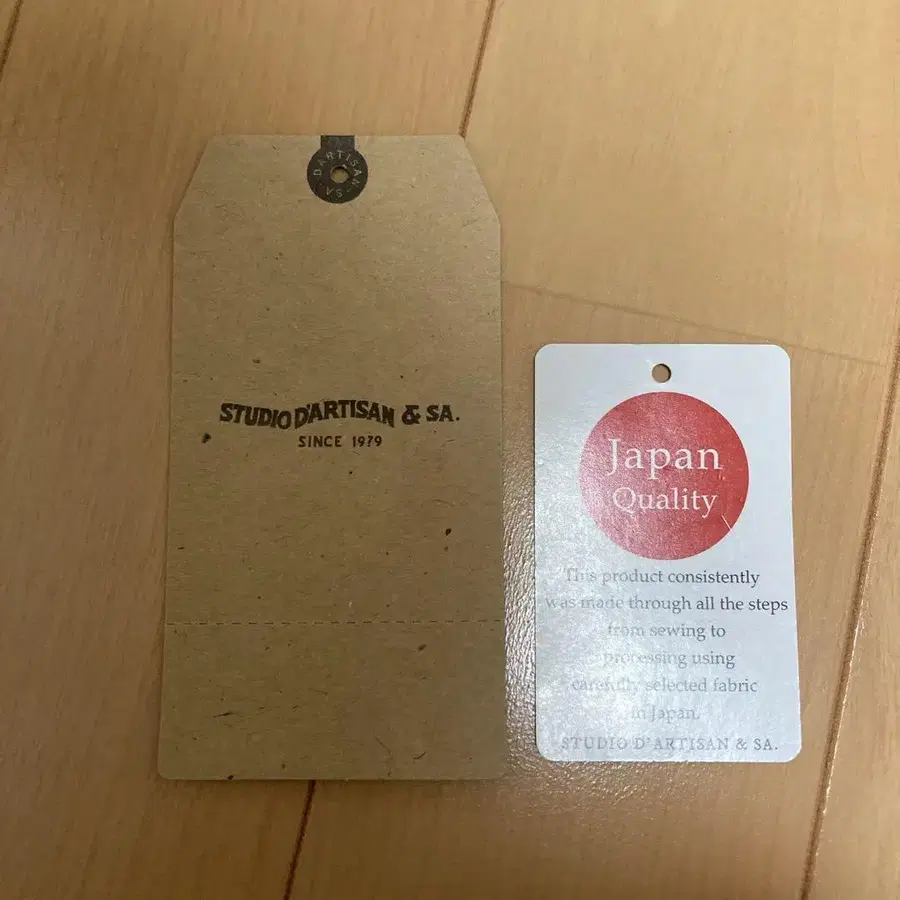 D'ARTISAN · SA ·
STUDIO D'ARTISAN & SA.
SINCE 1979
Japan
Quality
This product consistently
was made through all the steps
from sewing to
processing using
carefully selected fabric
in Japan.
STUDIO D'ARTISAN & SA.